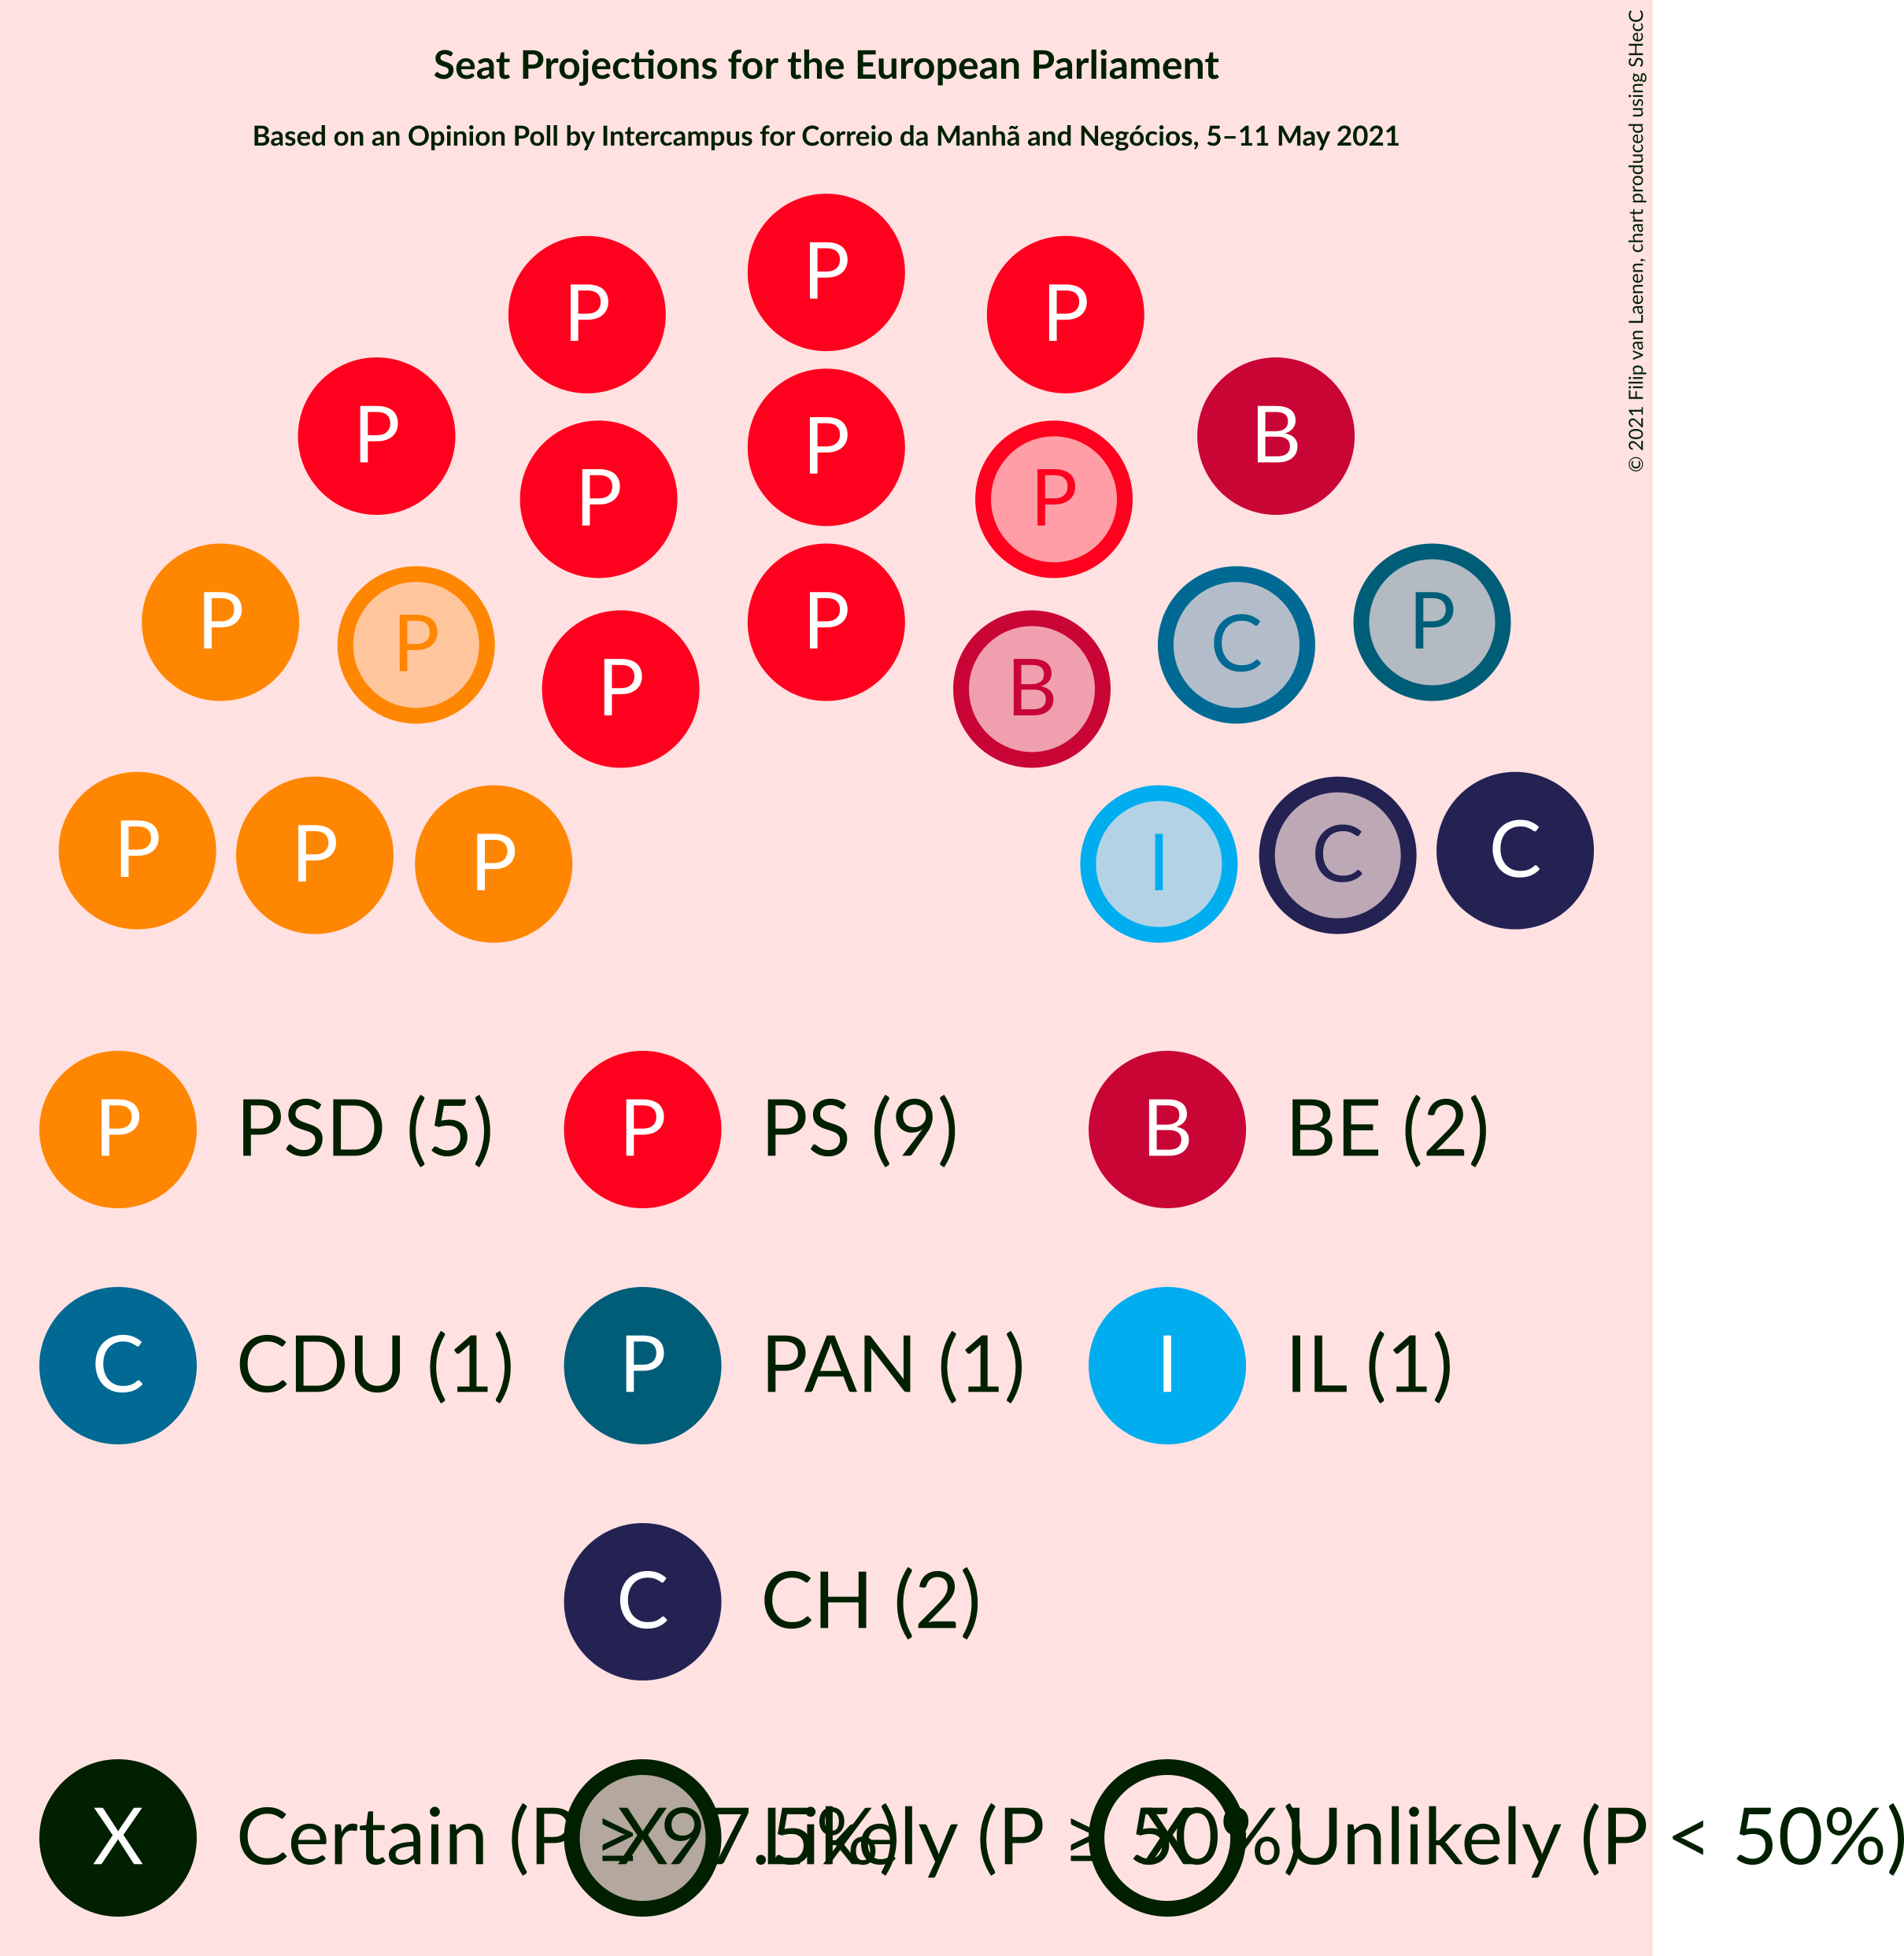 Seat Projections for the European Parliament
Based on an Opinion Poll by Intercampus for Correio da Manhã and Negócios, 5–11 May 2021
© 2021 Filip van Laenen, chart produced using SHecC
P
P P
P B
P
P P
P P
P P
P C
P B
P P P I C C
P PSD (5) P PS (9) B BE (2)
C CDU (1) P PAN (1) I IL (1)
C CH (2)
X Certain (P ≥ 97.5%) X Likely (P ≥ 50%) X Unlikely (P < 50%)